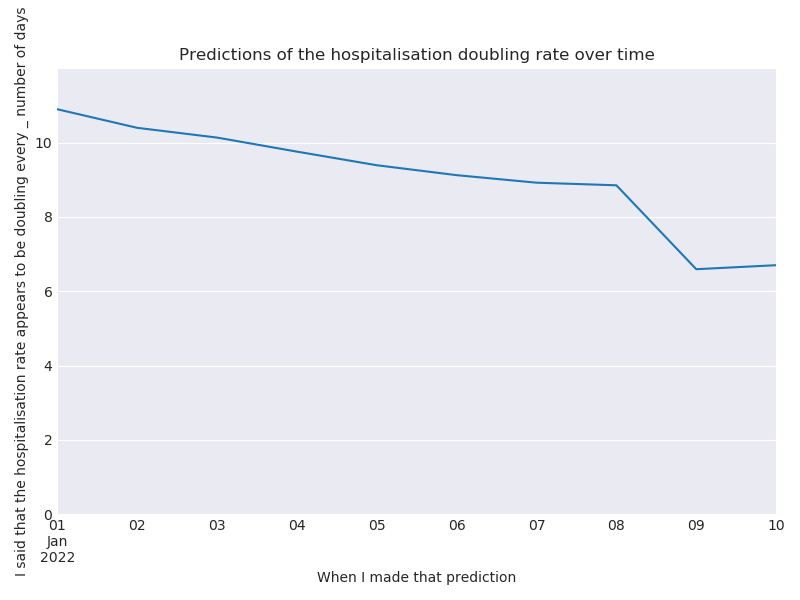 Predictions of the hospitalisation doubling rate over time
I said that the hospitalisation rate appears to be doubling every _ number of days
10
8
6
4
2
0
01 02 03 04 05 06 07 08 09 10
Jan
2022
When I made that prediction